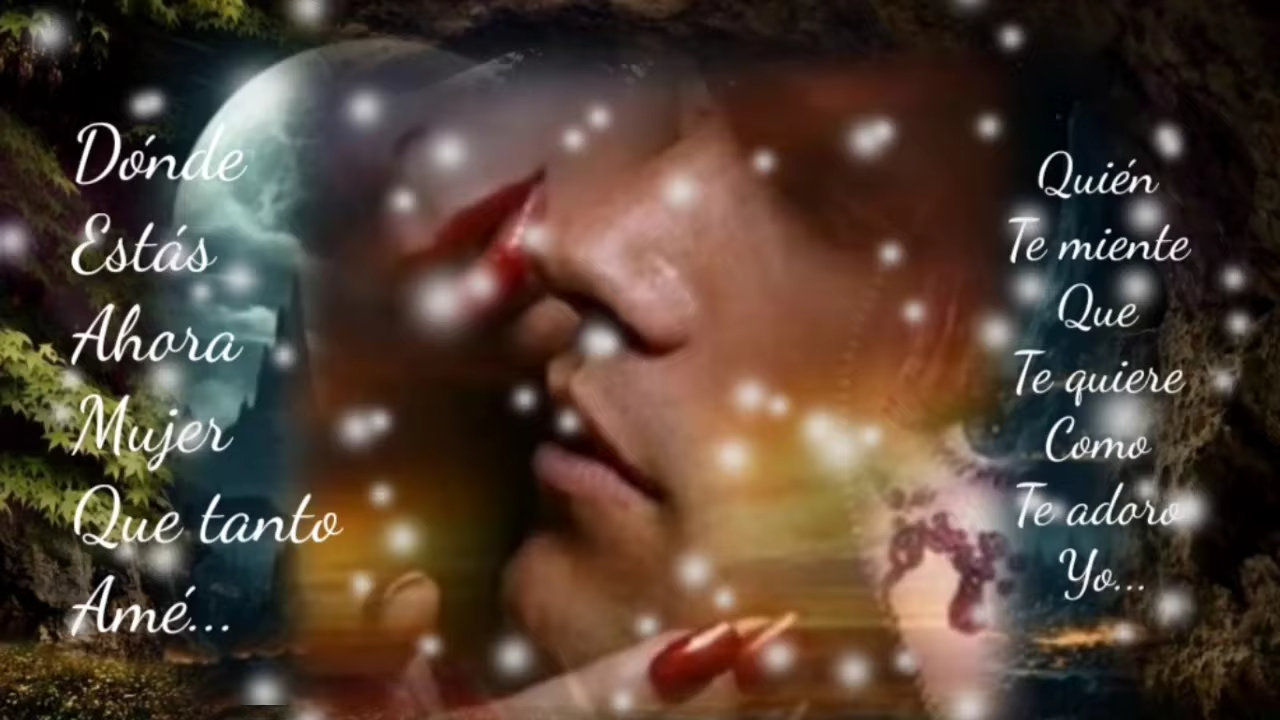 Dónde
Estás
Ahora
Mujer
Que tanto
Amé...
Quién
Te miente
Que
Te quiere
Como
Te adoro
Yo...